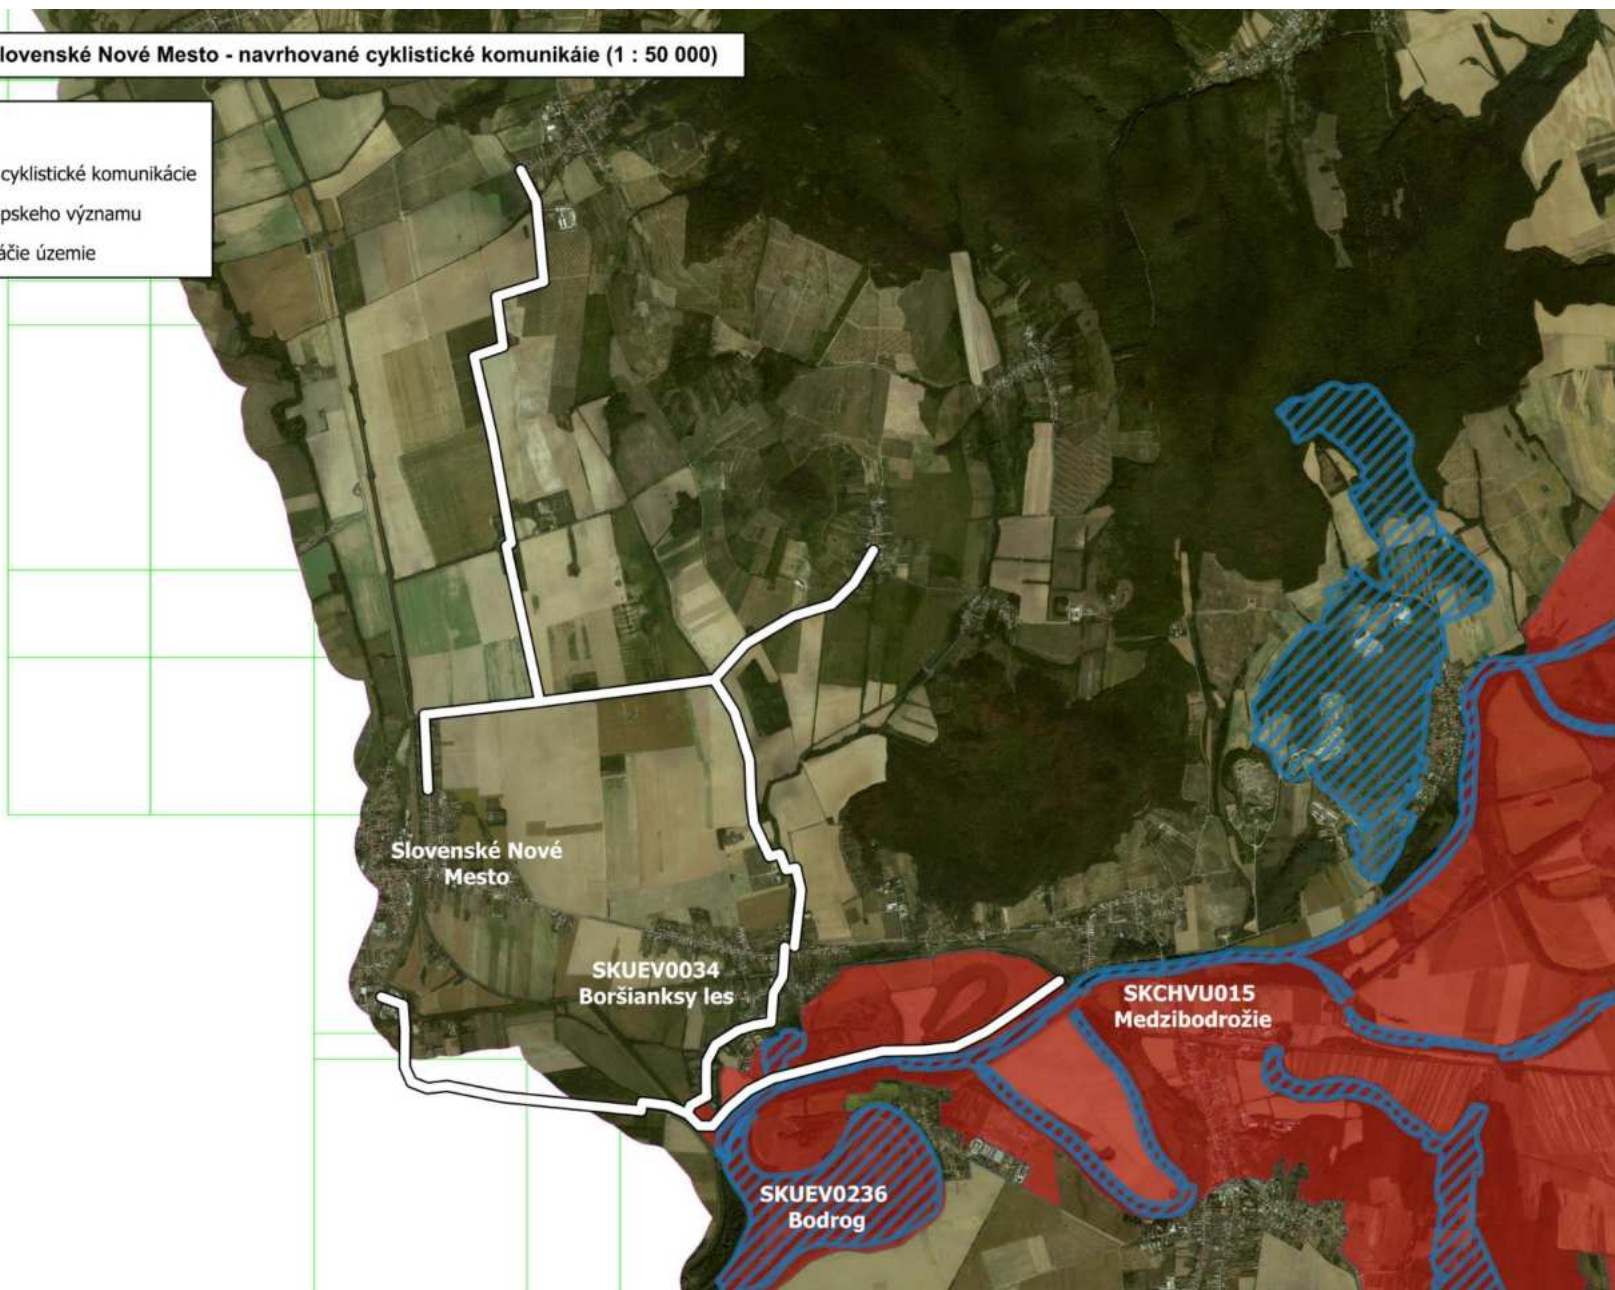 lovenské Nové Mesto - navrhované cyklistické komunikáie (1 : 50 000)
cyklistické komunikácie
pskeho významu
áčie územie
Slovenské Nové
Mesto
SKUEV0034
Boršianksy les
SKCHVU015
Medzibodrožie
SKUEV0236
Bodrog